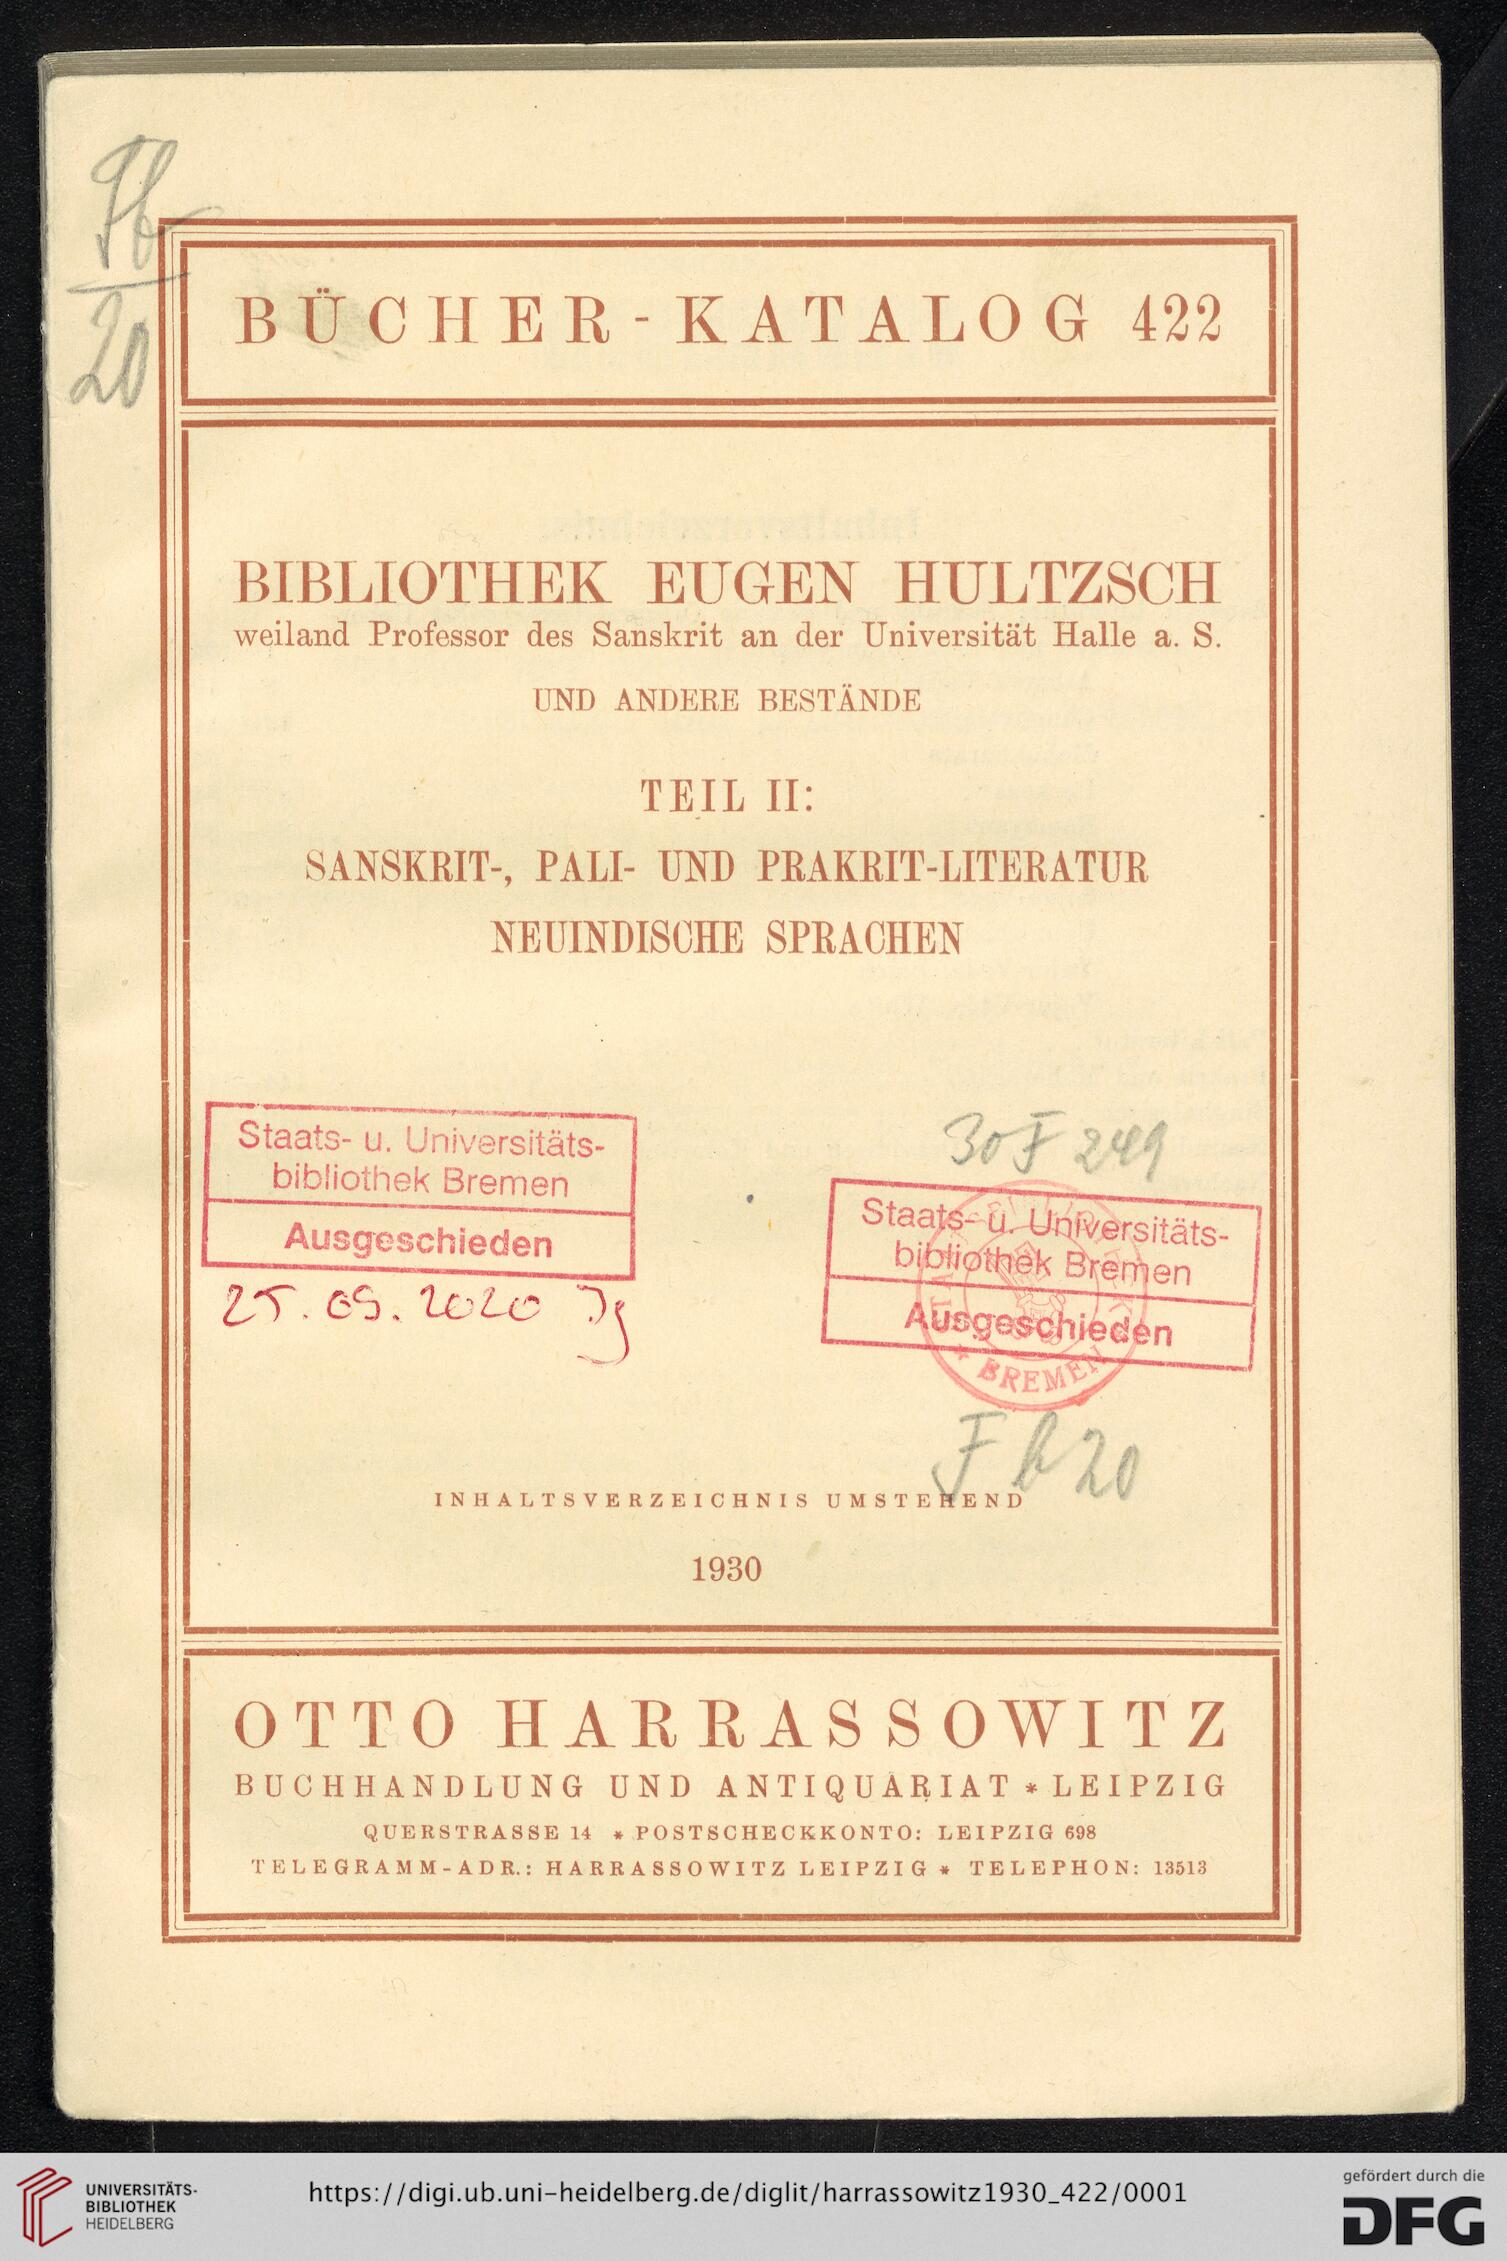 Fb
20
BÜCHER-KATALOG 422
BIBLIOTHEK EUGEN HULTZSCH
weiland Professor des Sanskrit an der Universität Halle a. S.
UND ANDERE BESTÄNDE
TEIL II:
SANSKRIT-, PALI- UND PRAKRIT-LITERATUR
NEUINDISCHE SPRACHEN
Staats- u. Universitäts-
bibliothek Bremen
Ausgeschieden
25.09.2020
30 F 249
Staats- u. Universitäts-
bibliothek Bremen
Ausgeschieden
* BREMEN
F b 20
INHALTSVERZEICHNIS UMSTEHEND
1930
OTTO HARRASSOWITZ
BUCHHANDLUNG UND ANTIQUARIAT * LEIPZIG
QUERSTRASSE 14 * POSTSCHECKKONTO: LEIPZIG 698
TELEGRAMM-ADR.: HARRASSOWITZ LEIPZIG * TELEPHON: 13513
UNIVERSITÄTS-
BIBLIOTHEK
HEIDELBERG
https://digi.ub.uni-heidelberg.de/diglit/harrassowitz1930_422/0001
gefördert durch die
DFG